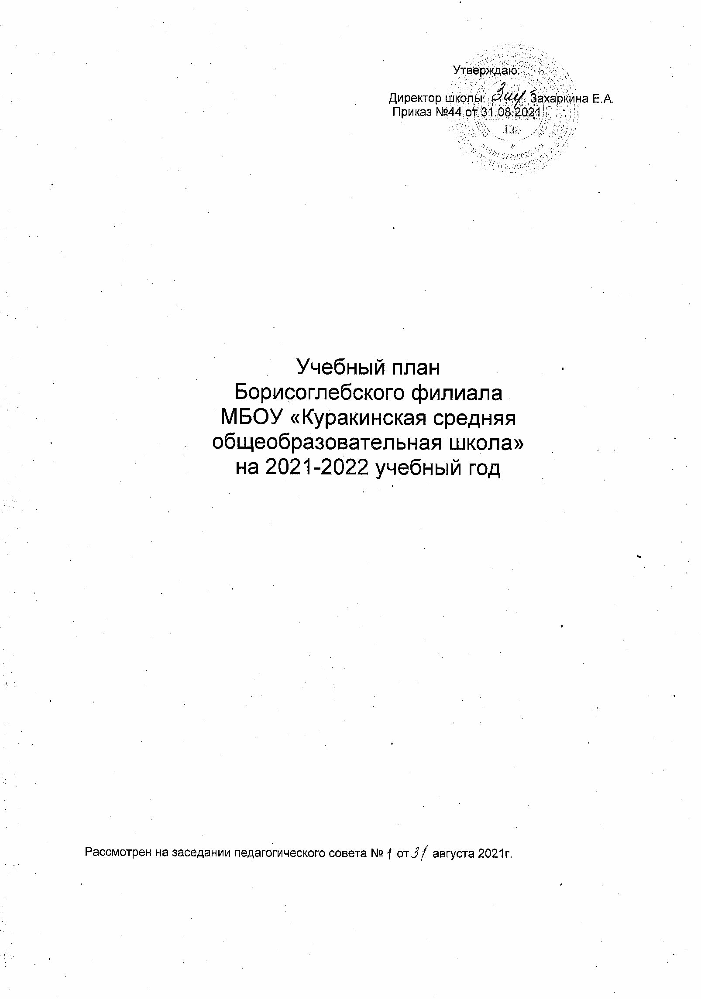 Утверждаю:
Директор школы: Захаркина Е.А.
Приказ №44 от 31.08.2021
Учебный план
Борисоглебского филиала
МБОУ «Куракинская средняя
общеобразовательная школа»
на 2021-2022 учебный год
Рассмотрен на заседании педагогического совета № 1 от 31 августа 2021г.